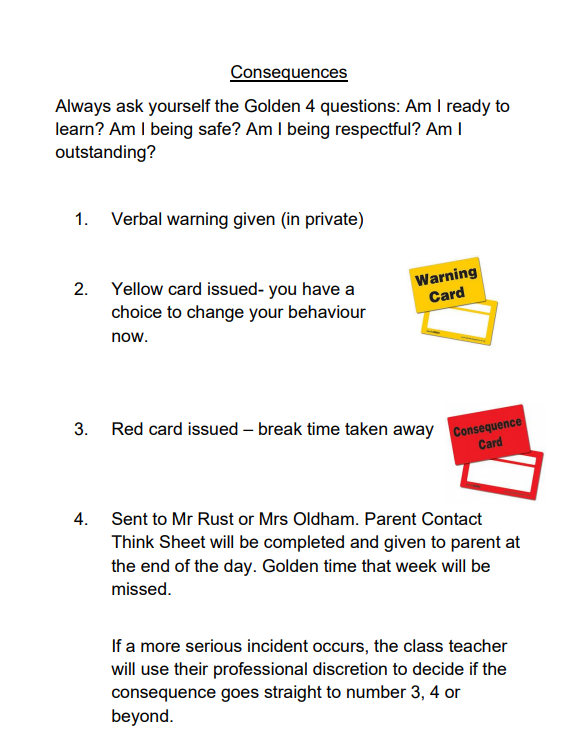 Consequences
Always ask yourself the Golden 4 questions: Am I ready to
learn? Am I being safe? Am I being respectful? Am I
outstanding?
1. Verbal warning given (in private)
2. Yellow card issued- you have a
choice to change your behaviour
now.
Warning
Card
3. Red card issued – break time taken away
Consequence
Card
4. Sent to Mr Rust or Mrs Oldham. Parent Contact
Think Sheet will be completed and given to parent at
the end of the day. Golden time that week will be
missed.
If a more serious incident occurs, the class teacher
will use their professional discretion to decide if the
consequence goes straight to number 3, 4 or
beyond.